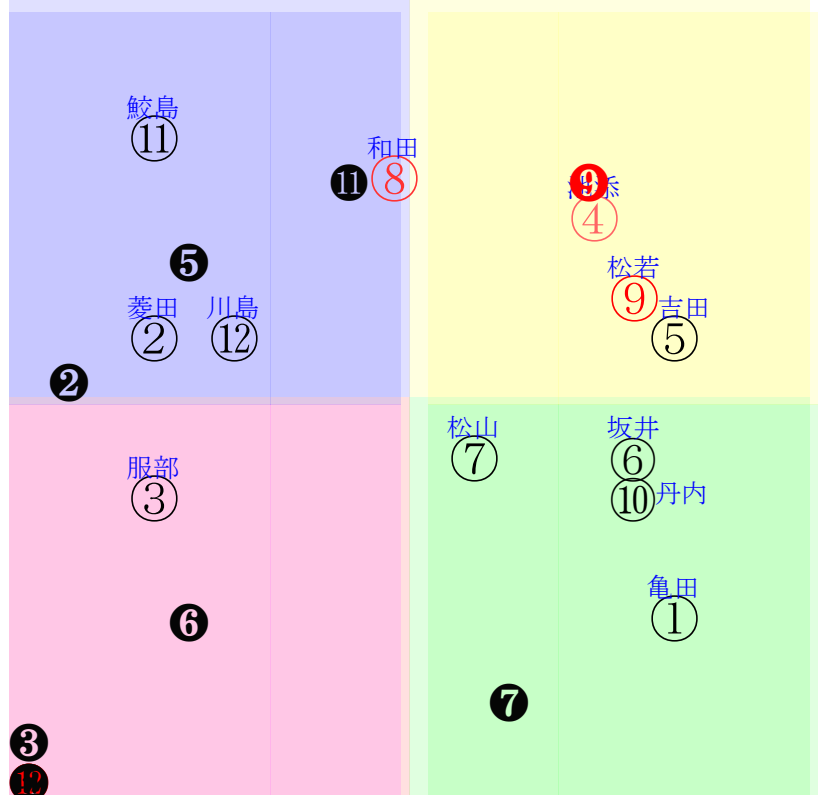 鮫島
⑪
和田
⓫ ⑧
❾
池添
④
❺
松若
⑨
菱田 川島
吉田
② ⑫
⑤
❷
松山 坂井
⑦ ⑥
服部
③
⑩ 丹内
亀田
①
❻
❼
❸
⓬